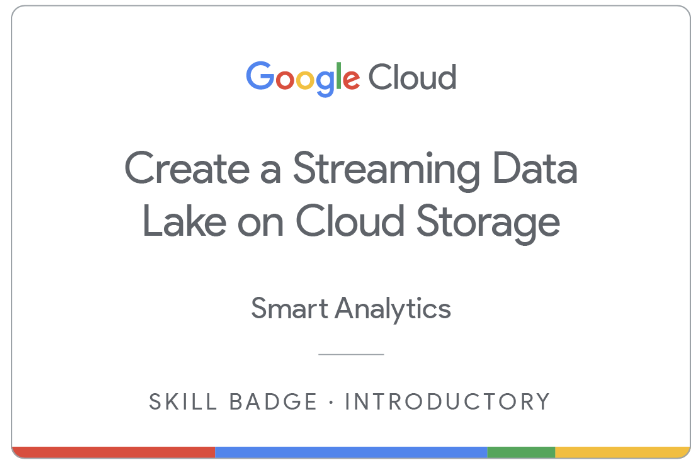 Google Cloud
Create a Streaming Data
Lake on Cloud Storage
Smart Analytics
SKILL BADGE · INTRODUCTORY